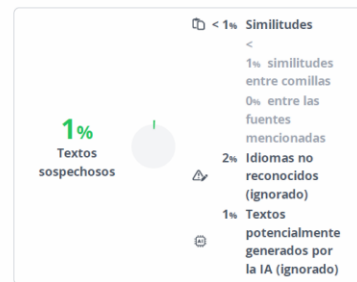 1%
Textos
sospechosos
< 1% Similitudes
<
1% similitudes
entre comillas
0% entre las
fuentes
mencionadas
2% Idiomas no
reconocidos
(ignorado)
1% Textos
potencialmente
generados por
la IA (ignorado)